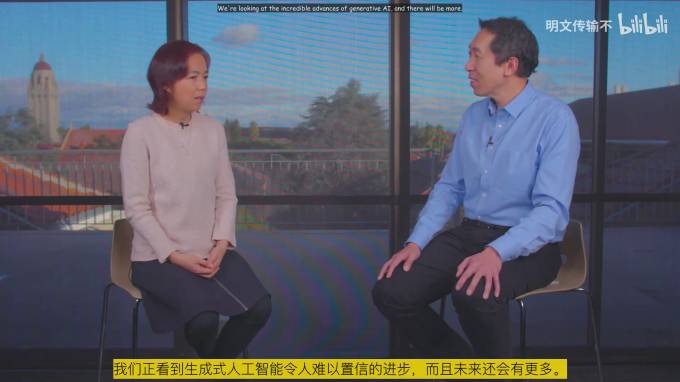 We're looking at the incredible advances of generative AI, and there will be more.
明文传输不 bilibili
我们正看到生成式人工智能令人难以置信的进步，而且未来还会有更多。